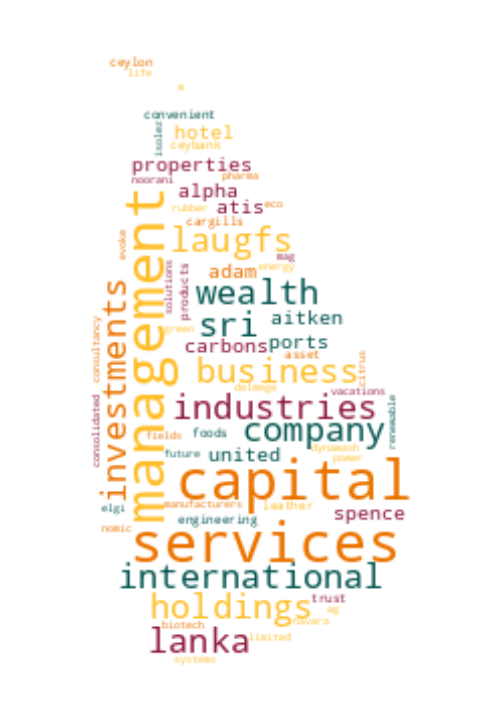 ceylon
life
e
convenient
isolez
hotel
ceybank
properties
noorani
pharma
alpha
rubber
atis
eco
cargills
evoke
management
laugfs
mag
solutions
products
adam
energy
investments
wealth
sri
aitken
green
carbons
ports
consultancy
asset
citrus
business
delmege
vacations
consolidated
industries
renewable
company
fields
foods
dynawash
future
united
power
capital
elgi
manufacturers
leather
spence
engineering
nomic
services
international
holdings
trust
ag
biotech
navara
lanka
limited
systems